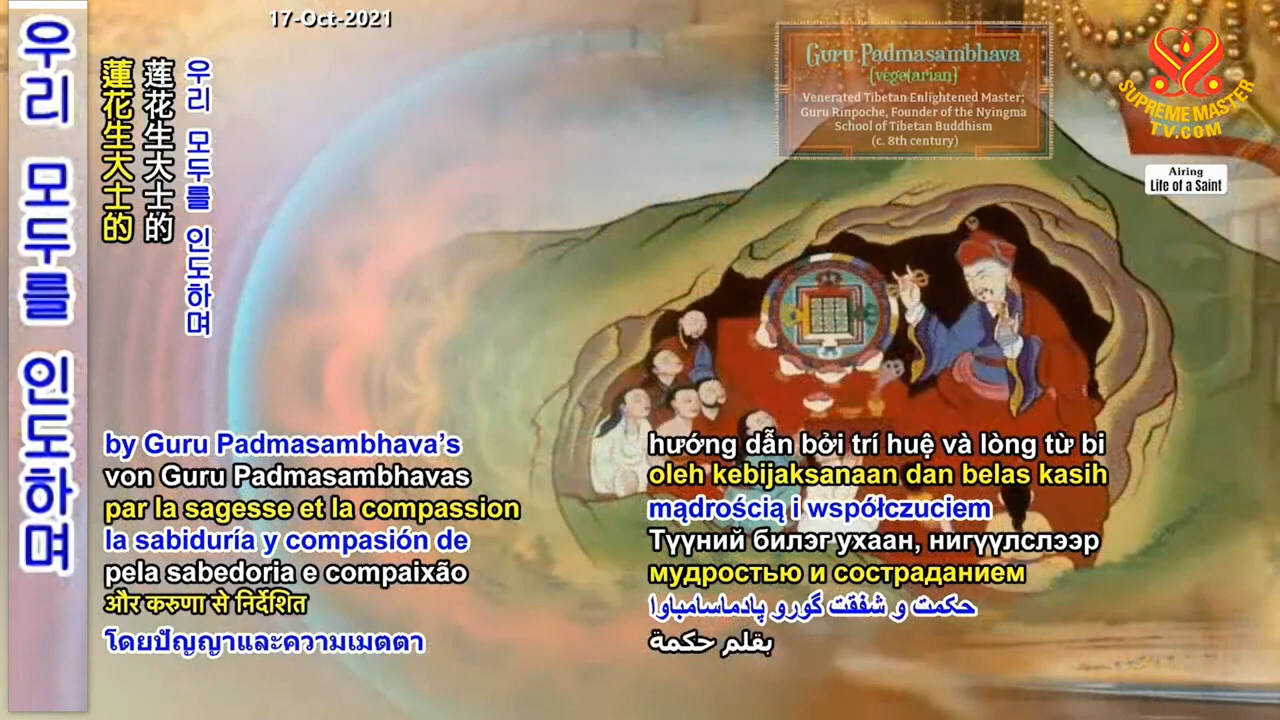 17-Oct-2021
우리 모두를 인도하며
蓮花生大士的
莲花生大士的
우리 모두를 인도하며
Guru Padmasambhava
(vegetarian)
Venerated Tibetan Enlightened Master;
Guru Rinpoche, Founder of the Nyingma
School of Tibetan Buddhism
(c. 8th century)
SUPREME MASTER
TV.COM
Airing
Life of a Saint
by Guru Padmasambhava’s
von Guru Padmasambhavas
par la sagesse et la compassion
la sabiduría y compasión de
pela sabedoria e compaixão
और करुणा से निर्देशित
โดยปัญญาและความเมตตา
hướng dẫn bởi trí huệ và lòng từ bi
oleh kebijaksanaan dan belas kasih
mądrością i współczuciem
Түүний билэг ухаан, нигүүлслээр
мудростью и состраданием
حکمت و شفقت گورو پادماسامباوا
بقلم حكمة